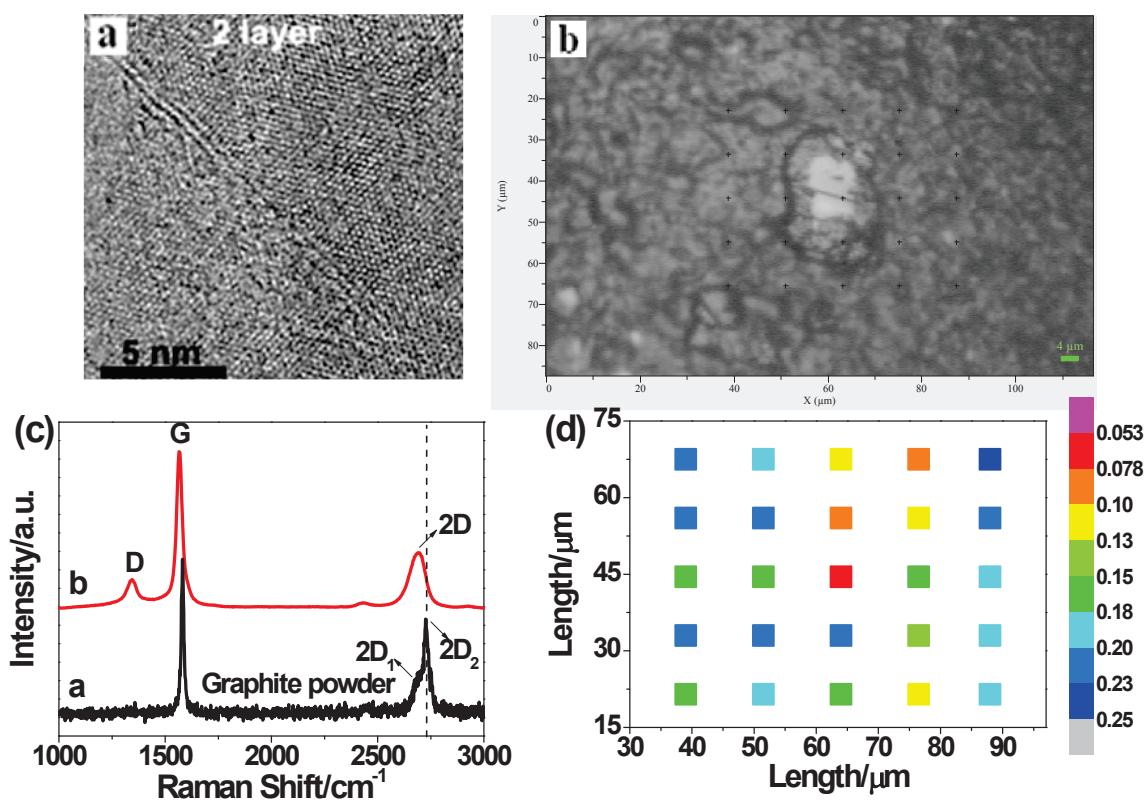 a
2 layer
5 nm
b
0
10
20
30
40
50
60
70
80
Y (µm)
4 µm
0 20 40 60 80 100
X (µm)
(c)
G
D
2D
b
2D₁
2D₂
Graphite powder
a
Intensity/a.u.
1000 1500 2000 2500 3000
Raman Shift/cm⁻¹
(d)
75
60
45
30
15
Length/µm
30 40 50 60 70 80 90
Length/µm
0.053
0.078
0.10
0.13
0.15
0.18
0.20
0.23
0.25